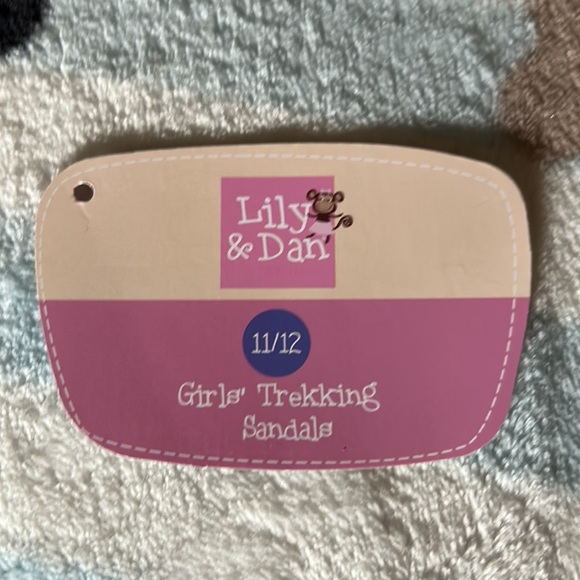 Lily
& Dan
11/12
Girls' Trekking
Sandals